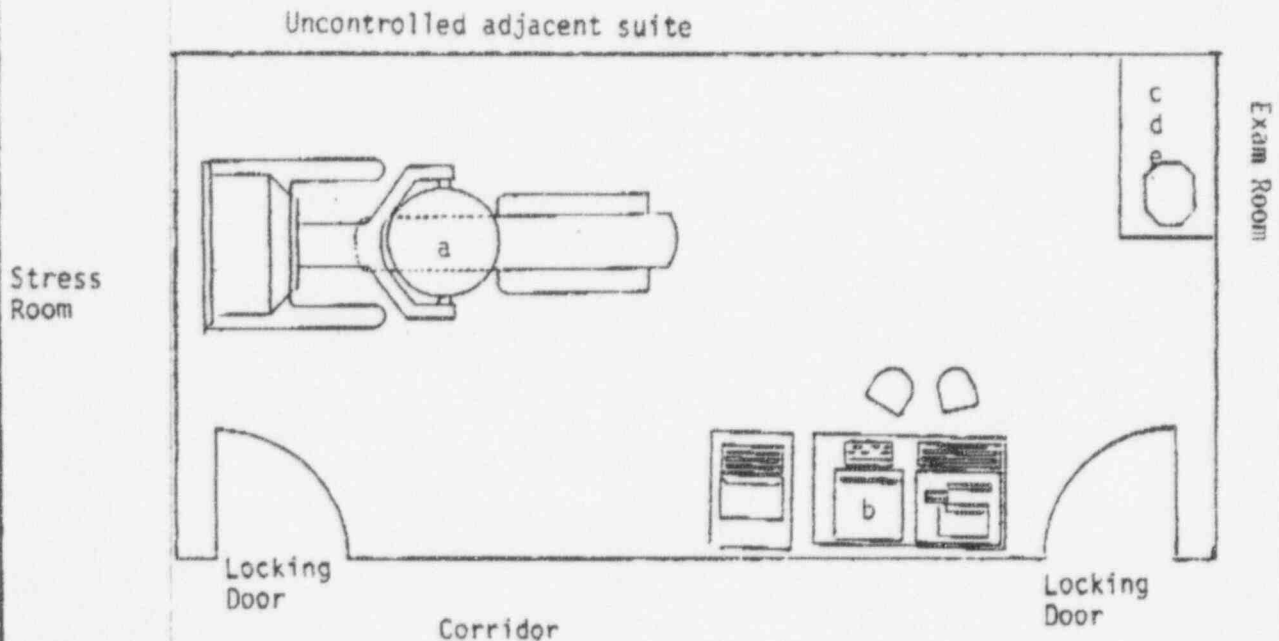 Uncontrolled adjacent suite
c
d
e
Exam Room
a
Stress
Room
b
Locking
Door
Locking
Door
Corridor